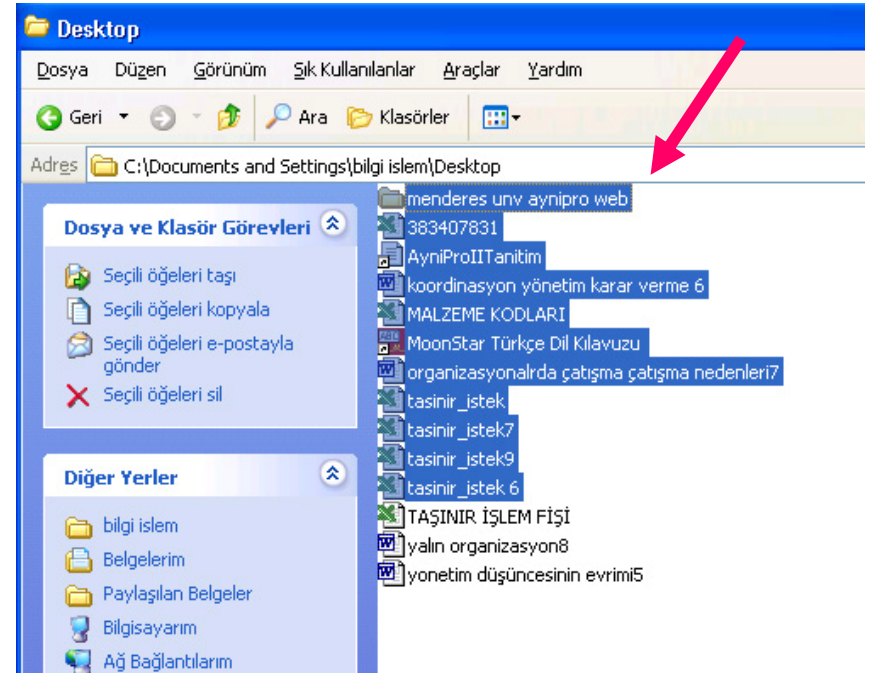 Desktop
Dosya Düzen Görünüm Sık Kullanılanlar Araçlar Yardım
Geri Ara Klasörler
Adres C:\Documents and Settings\bilgi islem\Desktop
Dosya ve Klasör Görevleri
Seçili öğeleri taşı
Seçili öğeleri kopyala
Seçili öğeleri e-postayla
gönder
Seçili öğeleri sil
Diğer Yerler
bilgi islem
Belgelerim
Paylaşılan Belgeler
Bilgisayarım
Ağ Bağlantılarım
menderes unv aynipro web
383407831
AyniProIITanitim
koordinasyon yönetim karar verme 6
MALZEME KODLARI
MoonStar Türkçe Dil Kılavuzu
organizasyonalrda çatışma çatışma nedenleri7
tasinir_istek
tasinir_istek7
tasinir_istek9
tasinir_istek 6
TAŞINIR İŞLEM FİŞİ
yalın organizasyon8
yonetim düşüncesinin evrimi5